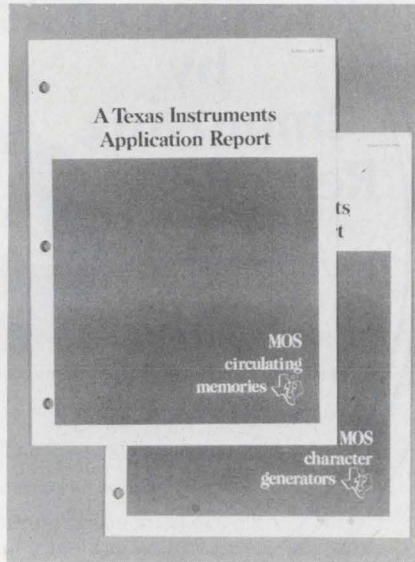 A Texas Instruments
Application Report
MOS
circulating
memories
ts
t
MOS
character
generators